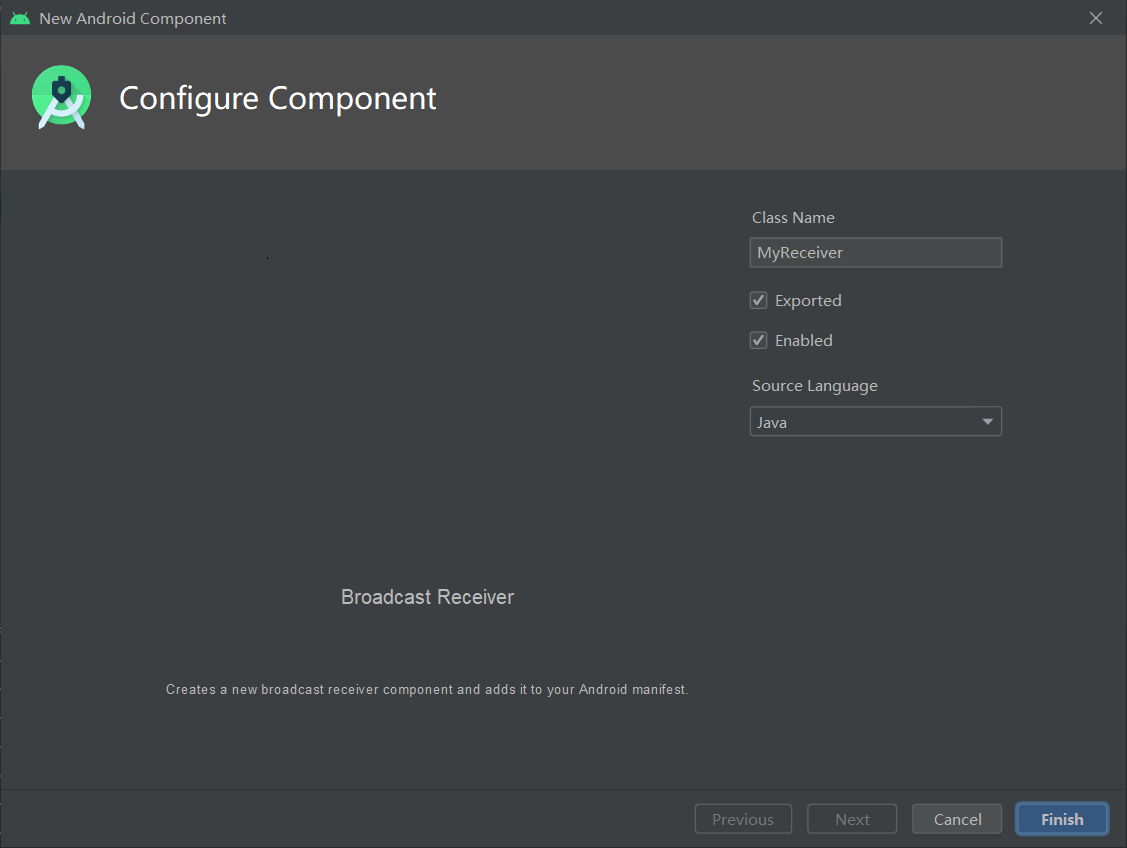 New Android Component
Configure Component
Class Name
MyReceiver
Exported
Enabled
Source Language
Java
Broadcast Receiver
Creates a new broadcast receiver component and adds it to your Android manifest.
Previous
Next
Cancel
Finish